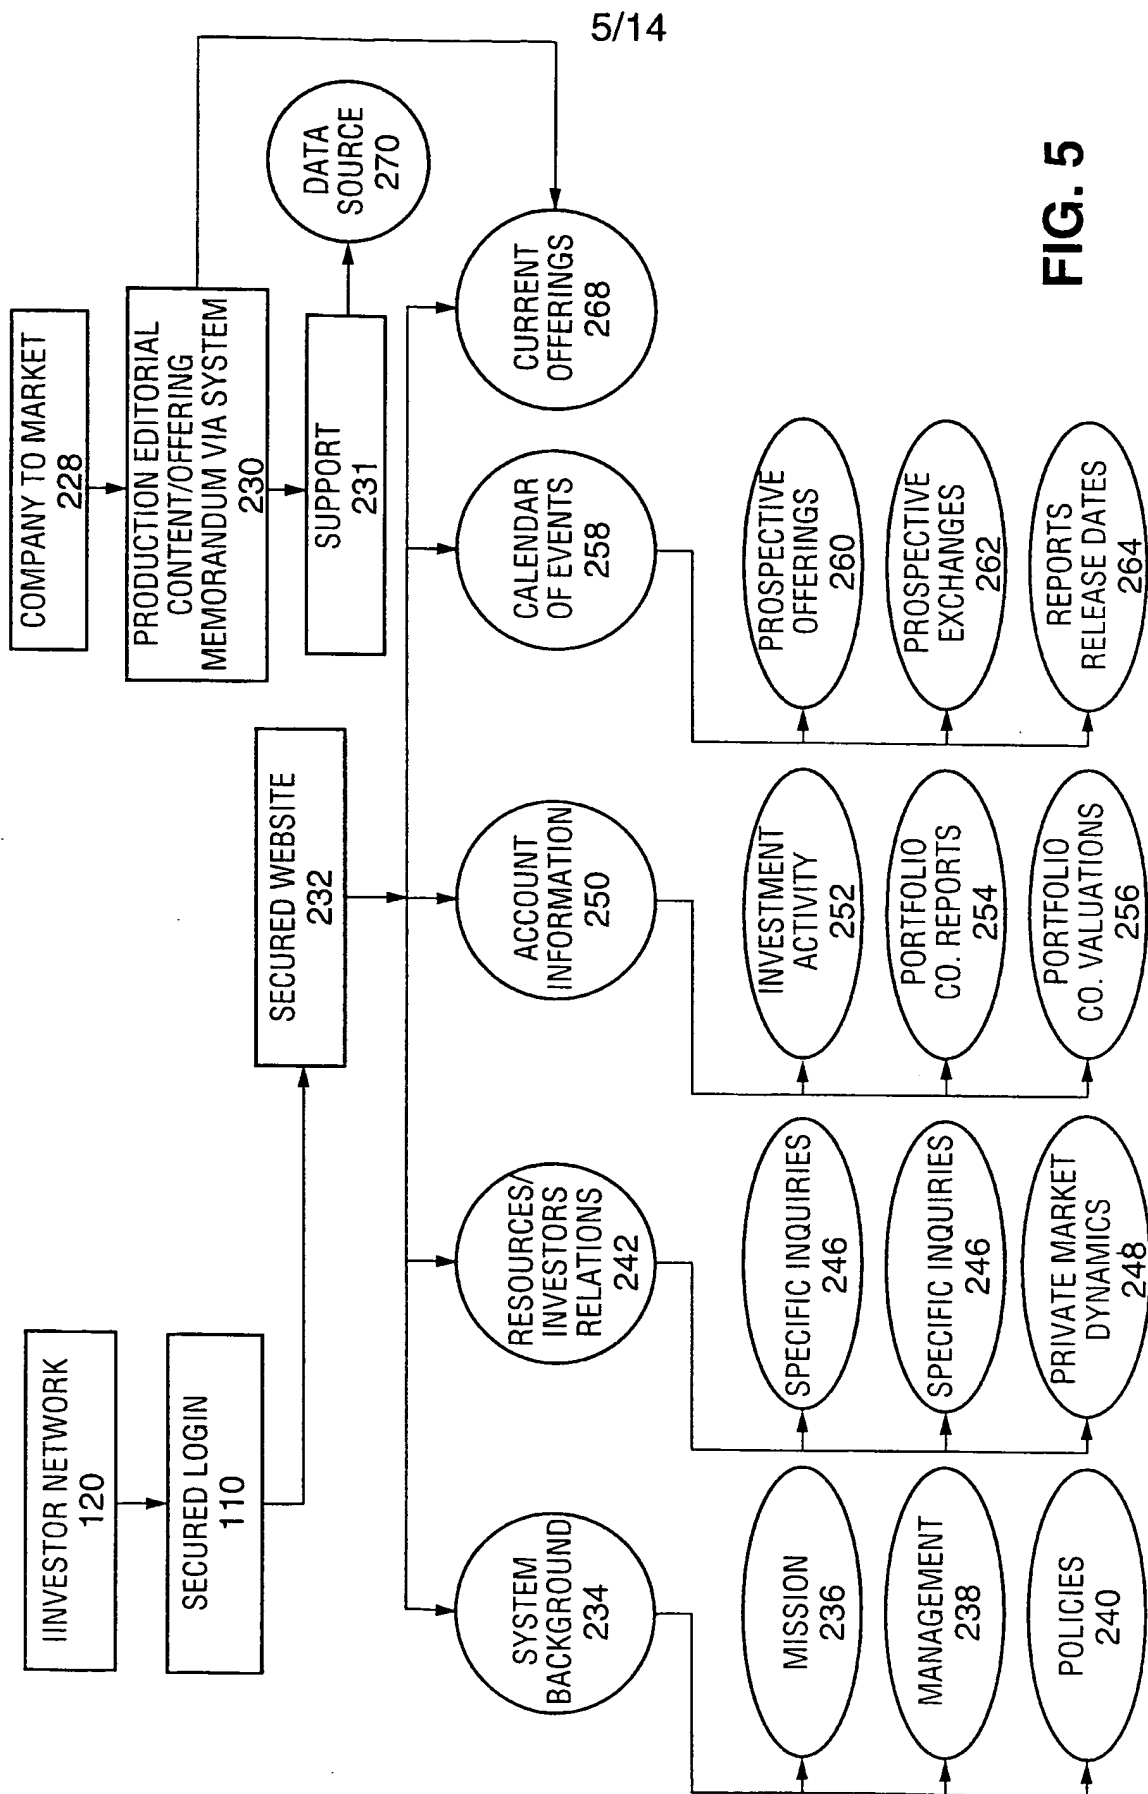 5/14
IINVESTOR NETWORK
120
SECURED LOGIN
110
SECURED WEBSITE
232
COMPANY TO MARKET
228
PRODUCTION EDITORIAL
CONTENT/OFFERING
MEMORANDUM VIA SYSTEM
230
SUPPORT
231
DATA
SOURCE
270
SYSTEM
BACKGROUND
234
RESOURCES/
INVESTORS
RELATIONS
242
ACCOUNT
INFORMATION
250
CALENDAR
OF EVENTS
258
CURRENT
OFFERINGS
268
MISSION
236
MANAGEMENT
238
POLICIES
240
SPECIFIC INQUIRIES
246
SPECIFIC INQUIRIES
246
PRIVATE MARKET
DYNAMICS
248
INVESTMENT
ACTIVITY
252
PORTFOLIO
CO. REPORTS
254
PORTFOLIO
CO. VALUATIONS
256
PROSPECTIVE
OFFERINGS
260
PROSPECTIVE
EXCHANGES
262
REPORTS
RELEASE DATES
264
FIG. 5